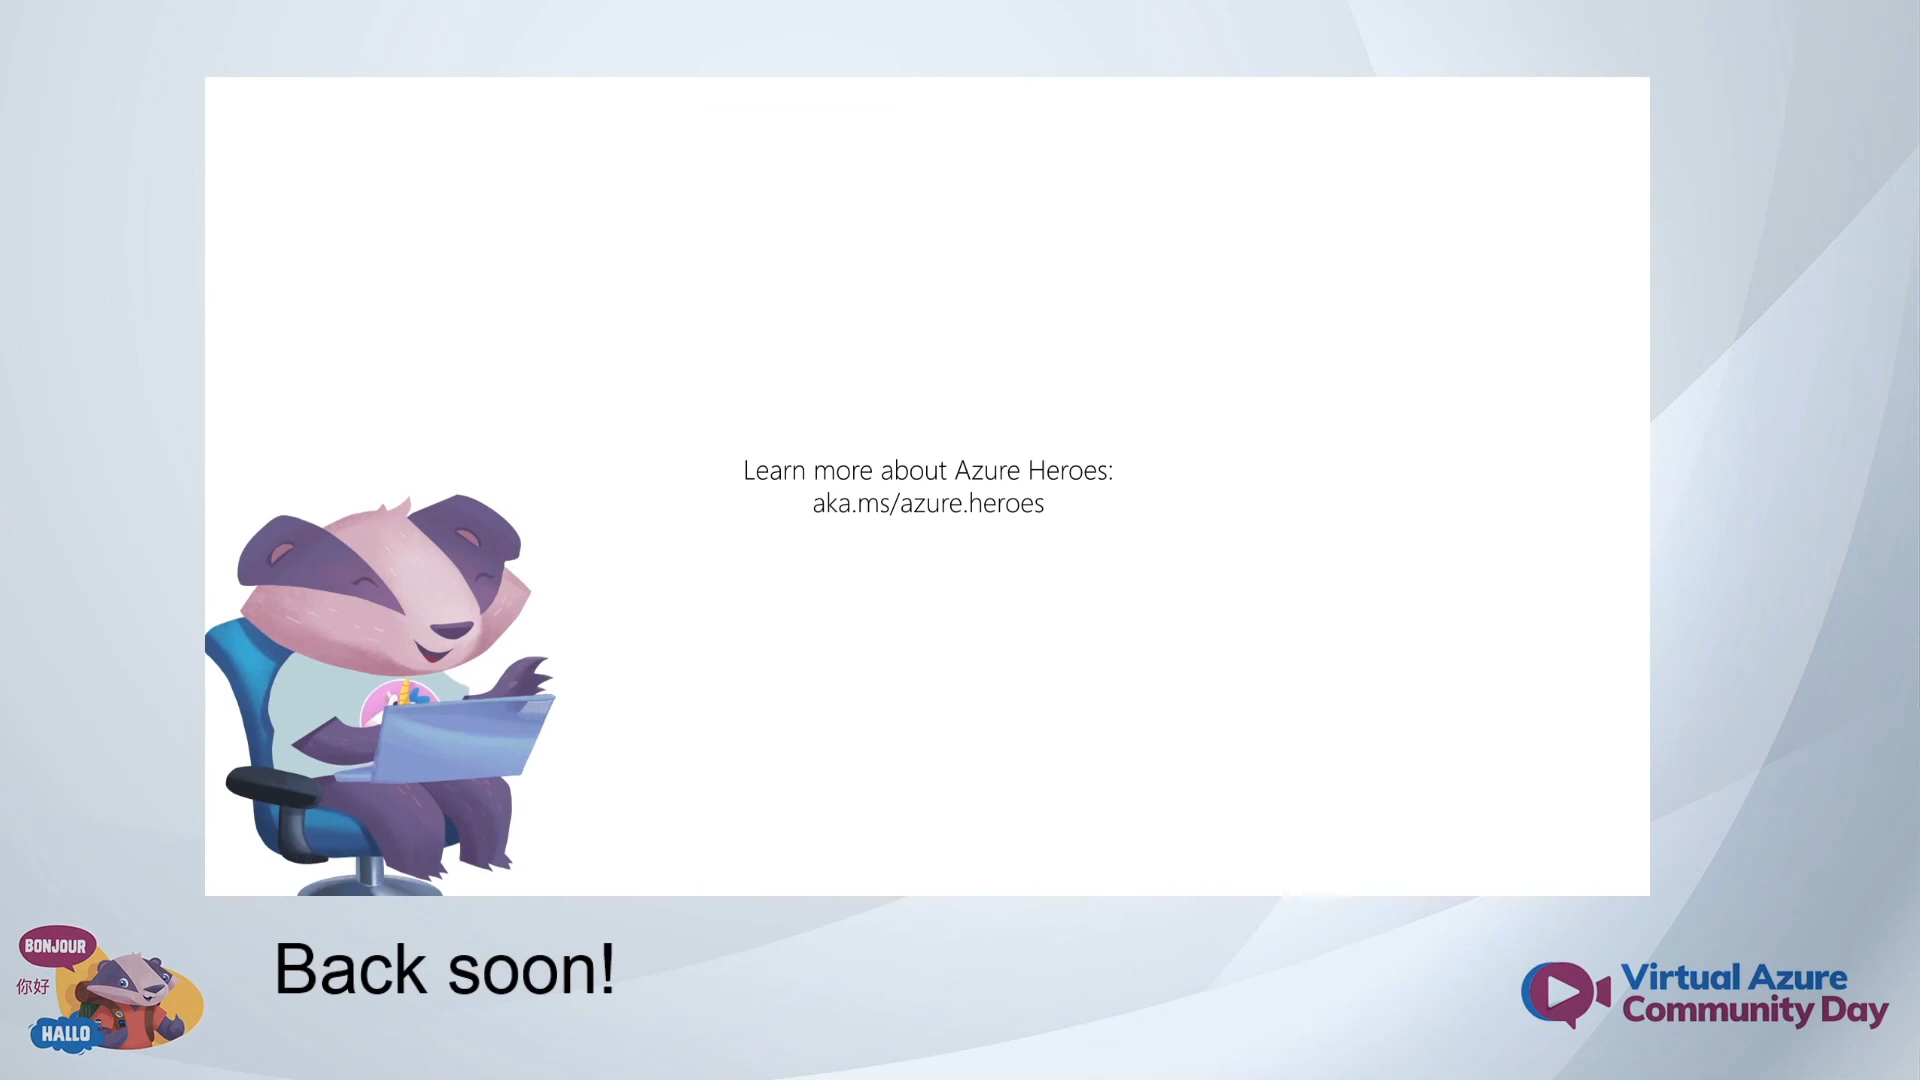 Learn more about Azure Heroes:
aka.ms/azure.heroes
BONJOUR
你好
HALLO
Back soon!
Virtual Azure
Community Day